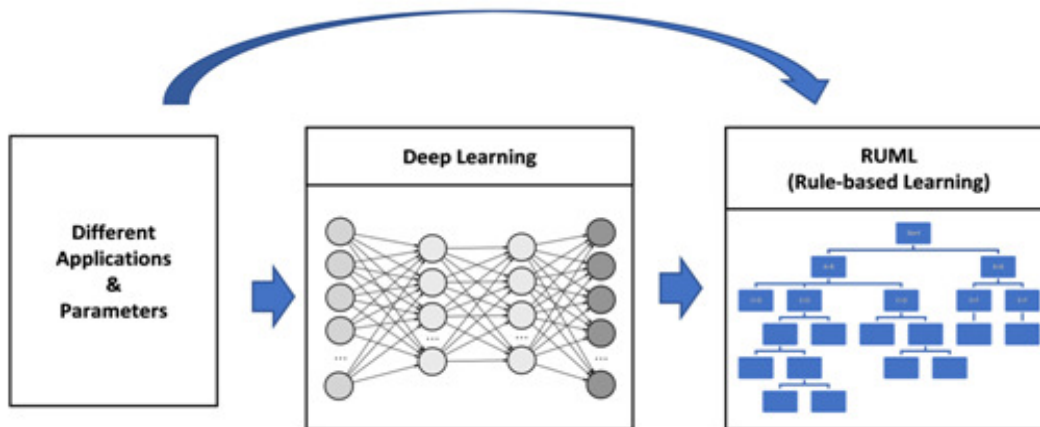 Different
Applications
&
Parameters
Deep Learning
...
...
...
...
RUML
(Rule-based Learning)